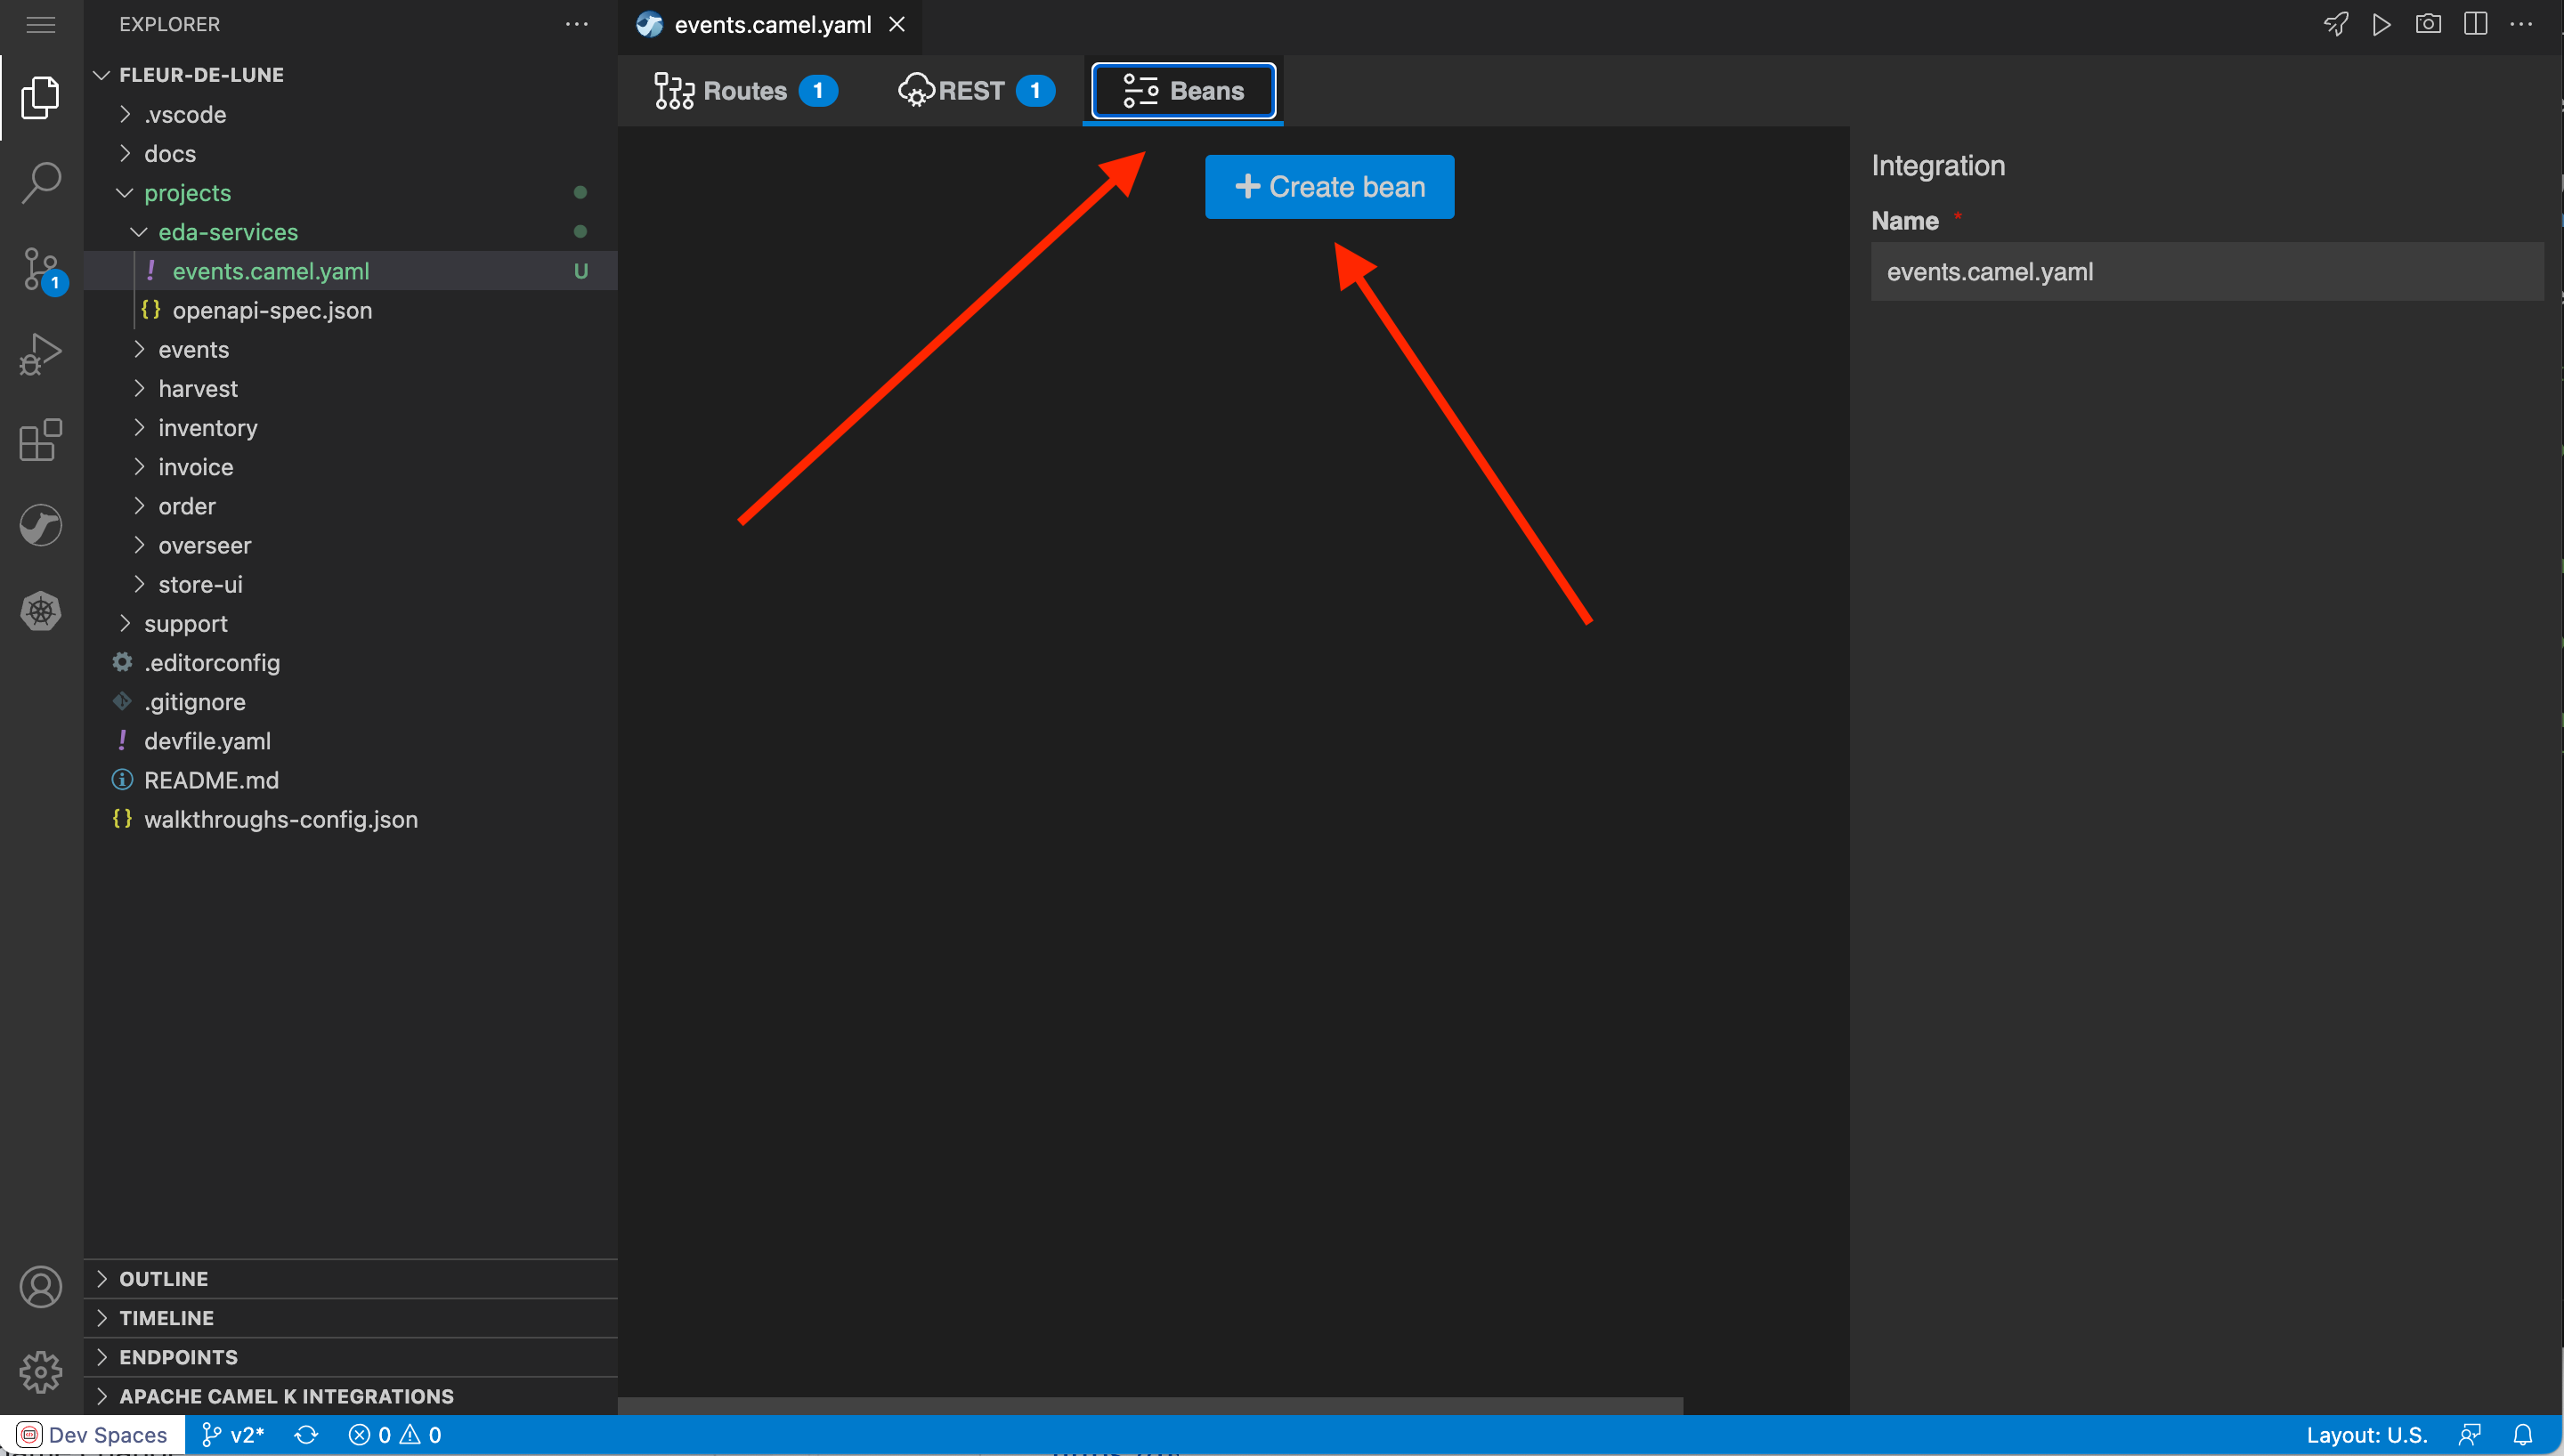 EXPLORER
events.camel.yaml
FLEUR-DE-LUNE
.vscode
docs
projects
eda-services
! events.camel.yaml U
{} openapi-spec.json
events
harvest
inventory
invoice
order
overseer
store-ui
support
.editorconfig
.gitignore
! devfile.yaml
README.md
{} walkthroughs-config.json
OUTLINE
TIMELINE
ENDPOINTS
APACHE CAMEL K INTEGRATIONS
1
Routes 1
REST 1
Beans
+ Create bean
Integration
Name *
events.camel.yaml
Dev Spaces
v2*
0
0
Layout: U.S.